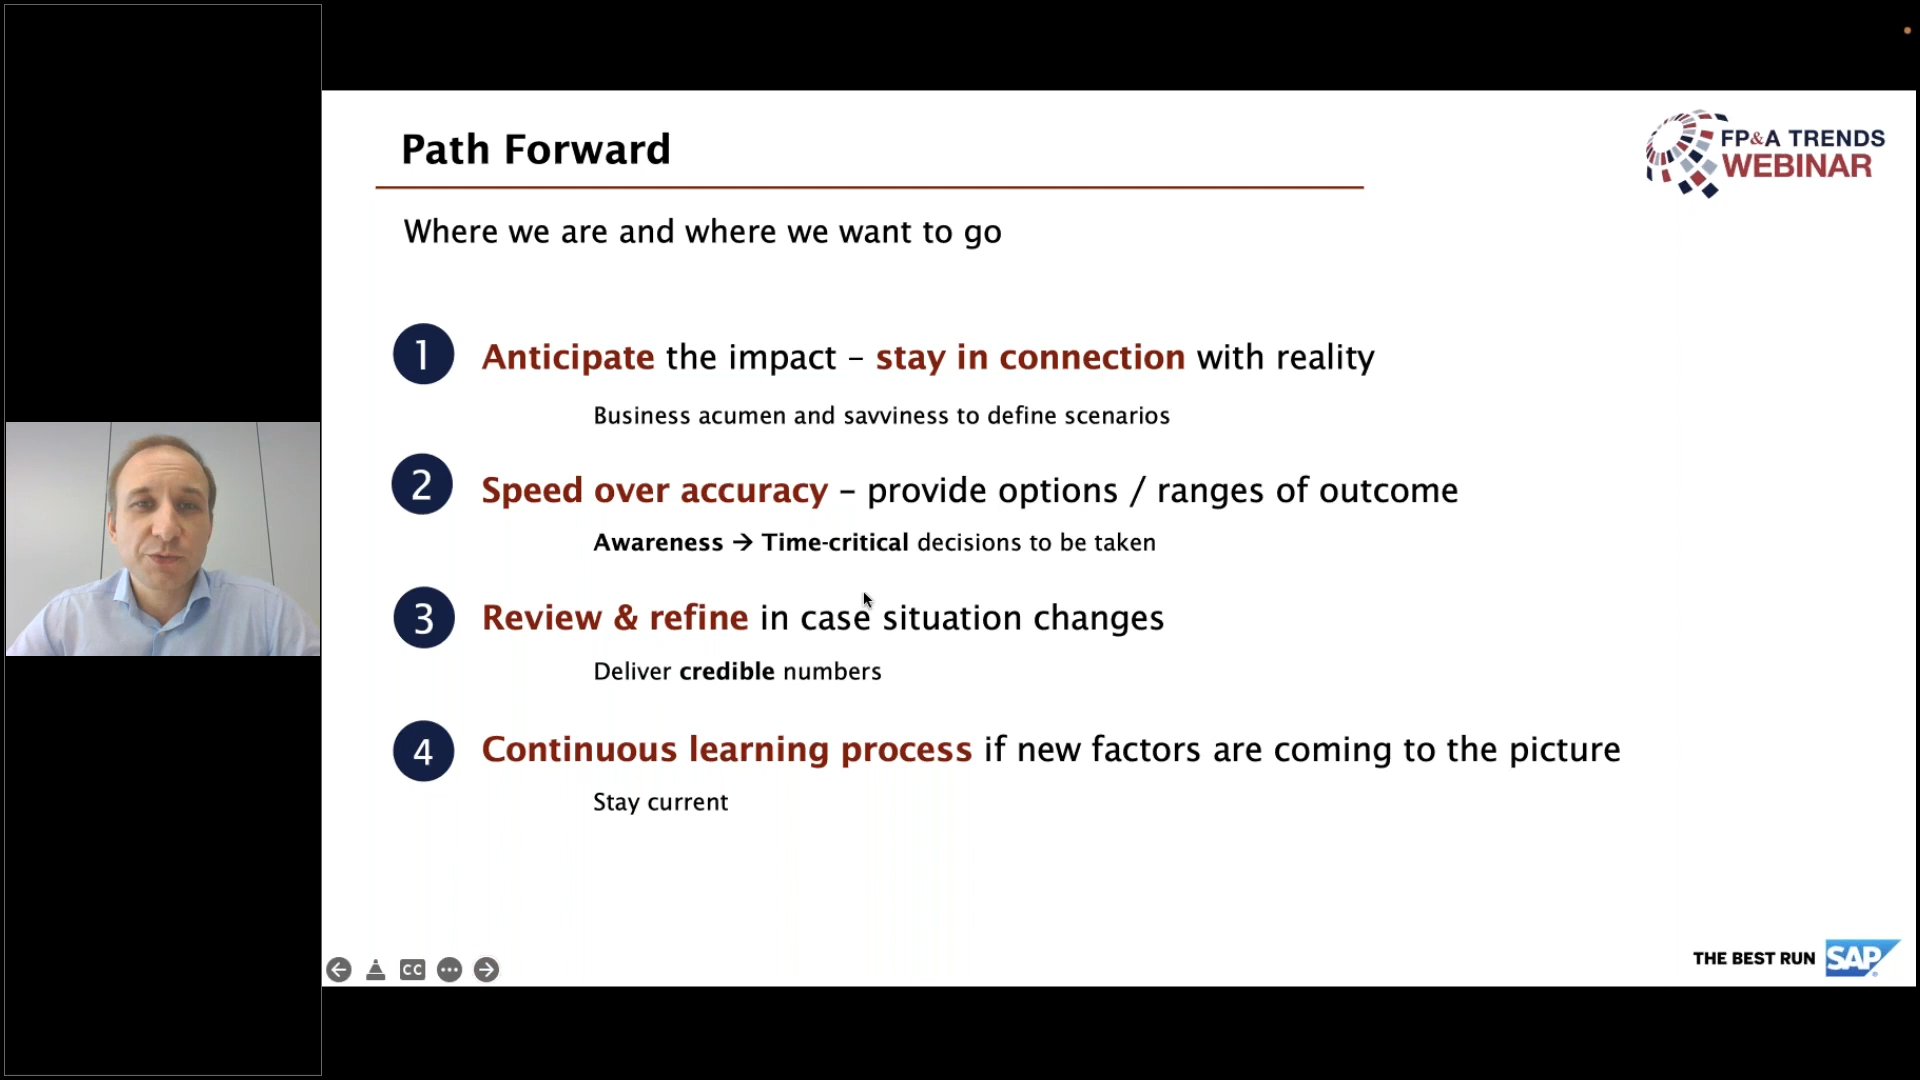 Path Forward
FP&A TRENDS
WEBINAR
Where we are and where we want to go
1
Anticipate the impact – stay in connection with reality
Business acumen and savviness to define scenarios
2
Speed over accuracy – provide options / ranges of outcome
Awareness → Time-critical decisions to be taken
3
Review & refine in case situation changes
Deliver credible numbers
4
Continuous learning process if new factors are coming to the picture
Stay current
THE BEST RUN SAP®
CC